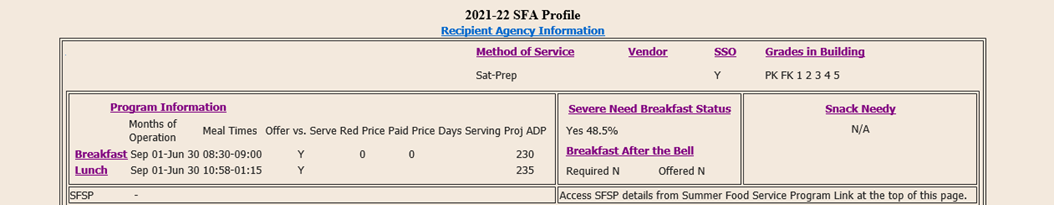 2021-22 SFA Profile
Recipient Agency Information
Method of Service Vendor SSO Grades in Building
Sat-Prep Y PK FK 1 2 3 4 5
Program Information
Months of Operation Meal Times Offer vs. Serve Red Price Paid Price Days Serving Proj ADP
Breakfast Sep 01-Jun 30 08:30-09:00 Y 0 0 230
Lunch Sep 01-Jun 30 10:58-01:15 Y 235
Severe Need Breakfast Status
Yes 48.5%
Breakfast After the Bell
Required N Offered N
Snack Needy
N/A
SFSP -
Access SFSP details from Summer Food Service Program Link at the top of this page.